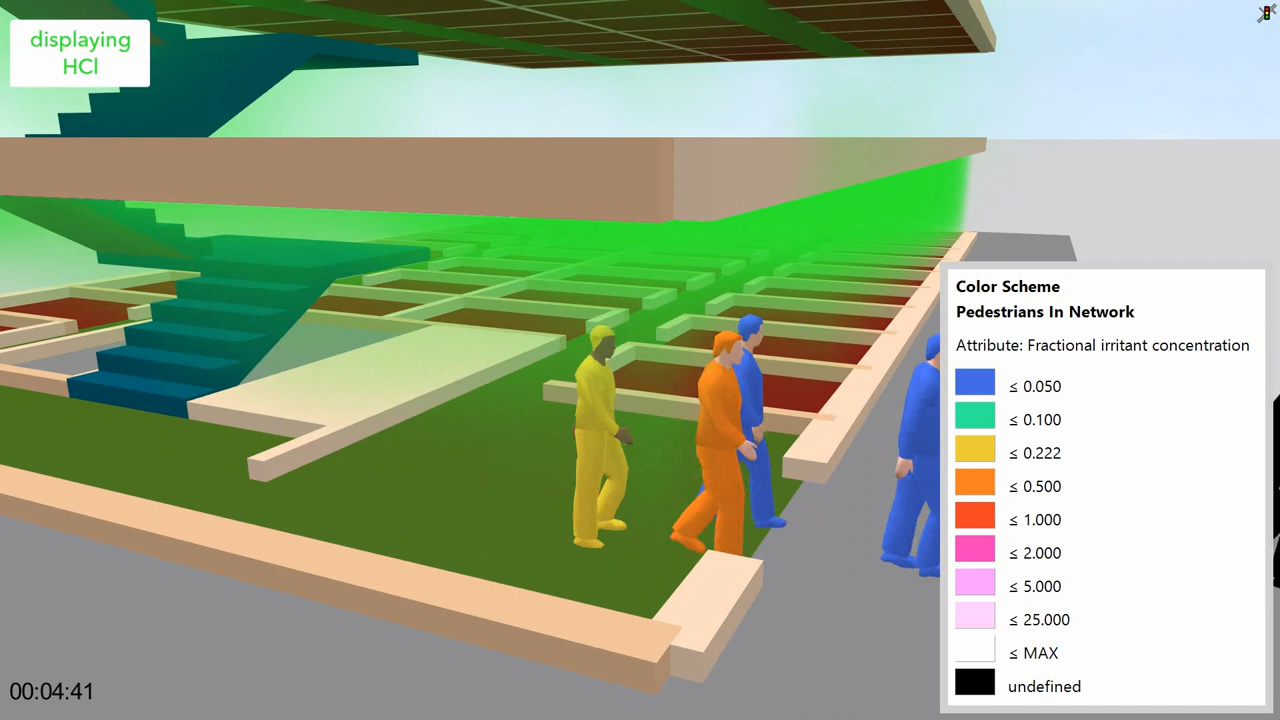 displaying
HCl
Color Scheme
Pedestrians In Network
Attribute: Fractional irritant concentration
≤ 0.050
≤ 0.100
≤ 0.222
≤ 0.500
≤ 1.000
≤ 2.000
≤ 5.000
≤ 25.000
≤ MAX
undefined
00:04:41